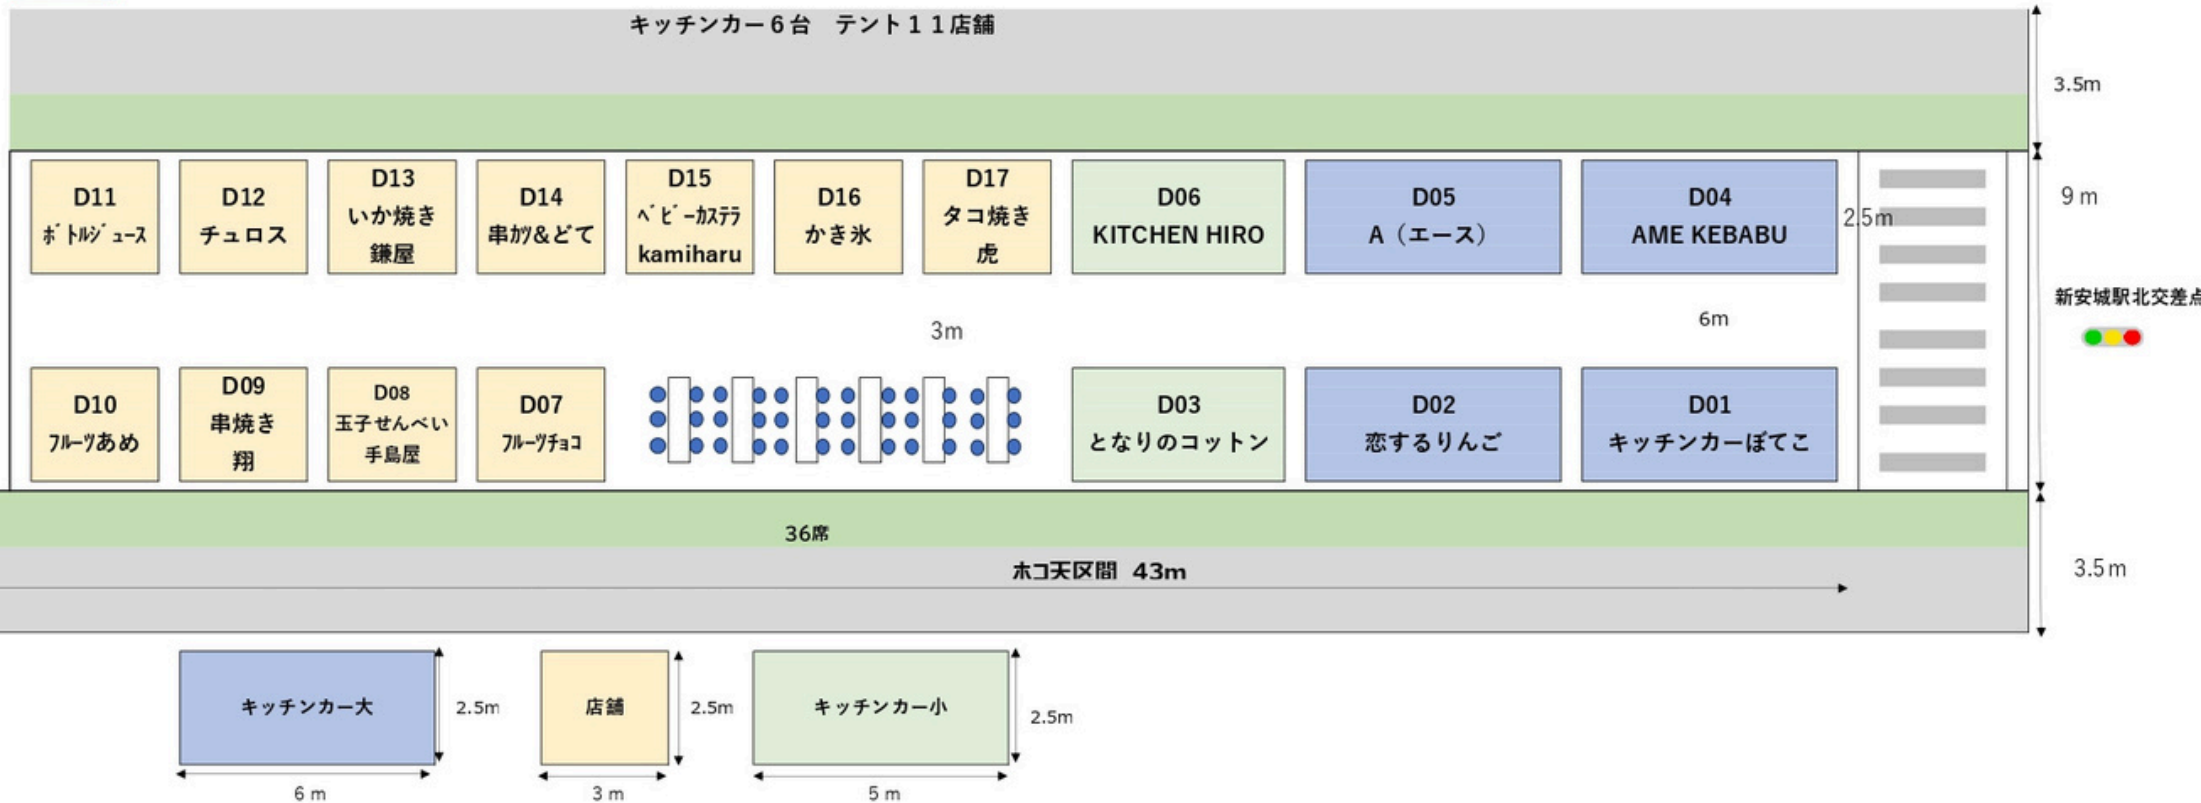 キッチンカー６台　テント１１店舗
3.5m
D11
ﾎﾞﾄﾙｼﾞｭｰｽ
D12
チュロス
D13
いか焼き
鎌屋
D14
串ｶﾂ&どて
D15
ﾍﾞﾋﾞｰｶｽﾃﾗ
kamiharu
D16
かき氷
D17
タコ焼き
虎
D06
KITCHEN HIRO
D05
A（エース）
D04
AME KEBABU
2.5m
9 m
新安城駅北交差点
3m
6m
D10
ﾌﾙｰﾂあめ
D09
串焼き
翔
D08
玉子せんべい
手島屋
D07
ﾌﾙｰﾂﾁｮｺ
D03
となりのコットン
D02
恋するりんご
D01
キッチンカーぼてこ
36席
ホコ天区間 43m
3.5m
キッチンカー大
2.5m
店舗
2.5m
キッチンカー小
2.5m
6 m
3 m
5 m